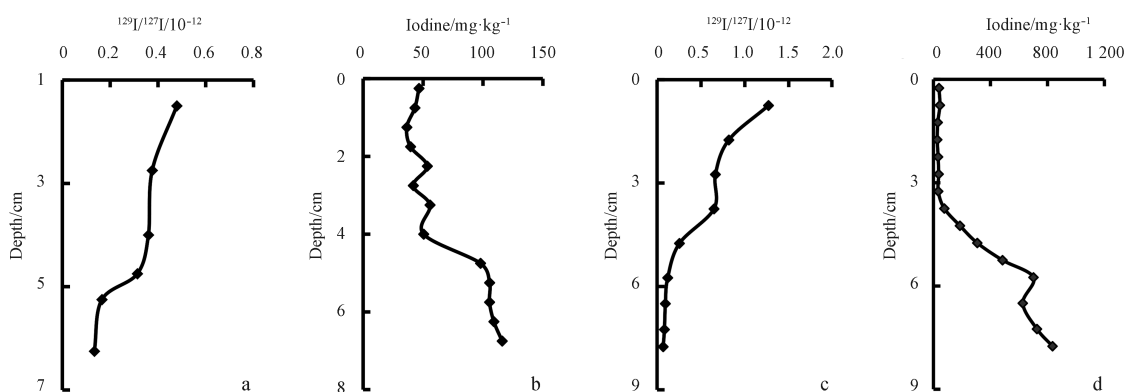 ¹²⁹I/¹²⁷I/10⁻¹²
0 0.2 0.4 0.6 0.8
1
3
5
7
Depth/cm
a
Iodine/mg·kg⁻¹
0 50 100 150
0
2
4
6
8
Depth/cm
b
¹²⁹I/¹²⁷I/10⁻¹²
0 0.5 1.0 1.5 2.0
0
3
6
9
Depth/cm
c
Iodine/mg·kg⁻¹
0 400 800 1 200
0
3
6
9
Depth/cm
d